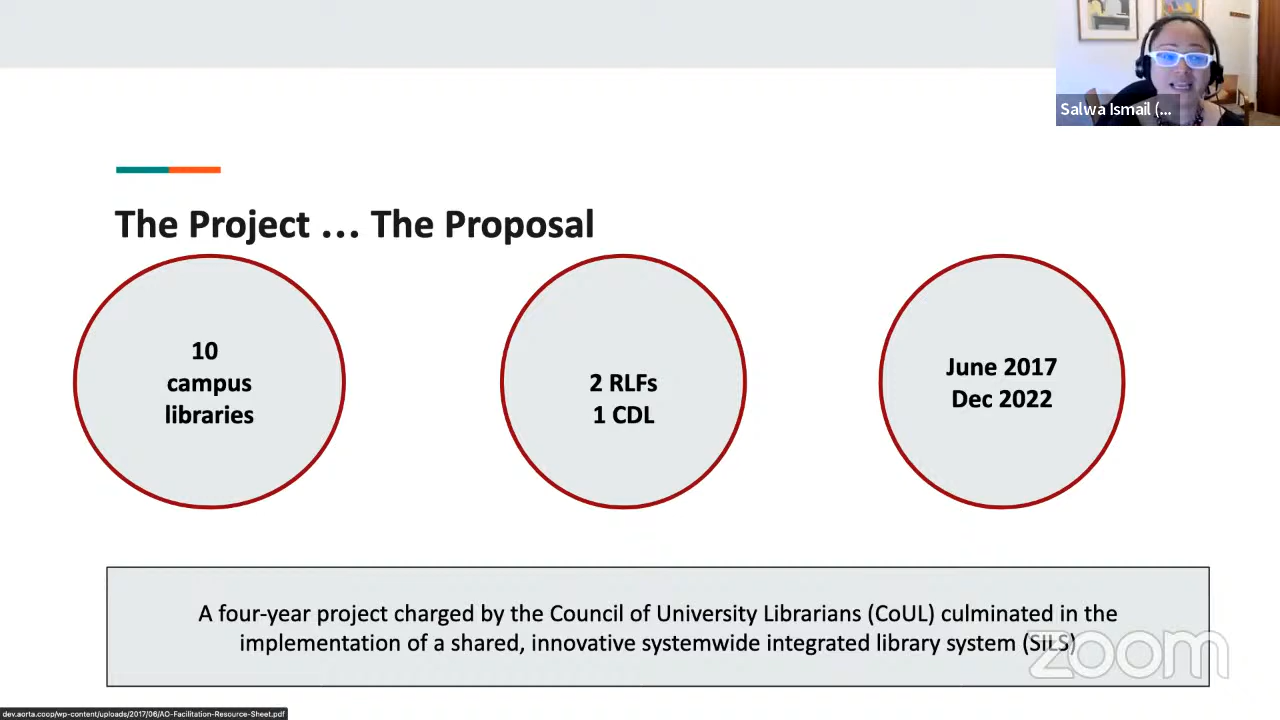 Salwa Ismail (...
The Project ... The Proposal
10
campus
libraries
2 RLFs
1 CDL
June 2017
Dec 2022
A four-year project charged by the Council of University Librarians (CoUL) culminated in the
implementation of a shared, innovative systemwide integrated library system (SILS)
zoom
dev.aorta.coop/wp-content/uploads/2017/06/AO-Facilitation-Resource-Sheet.pdf